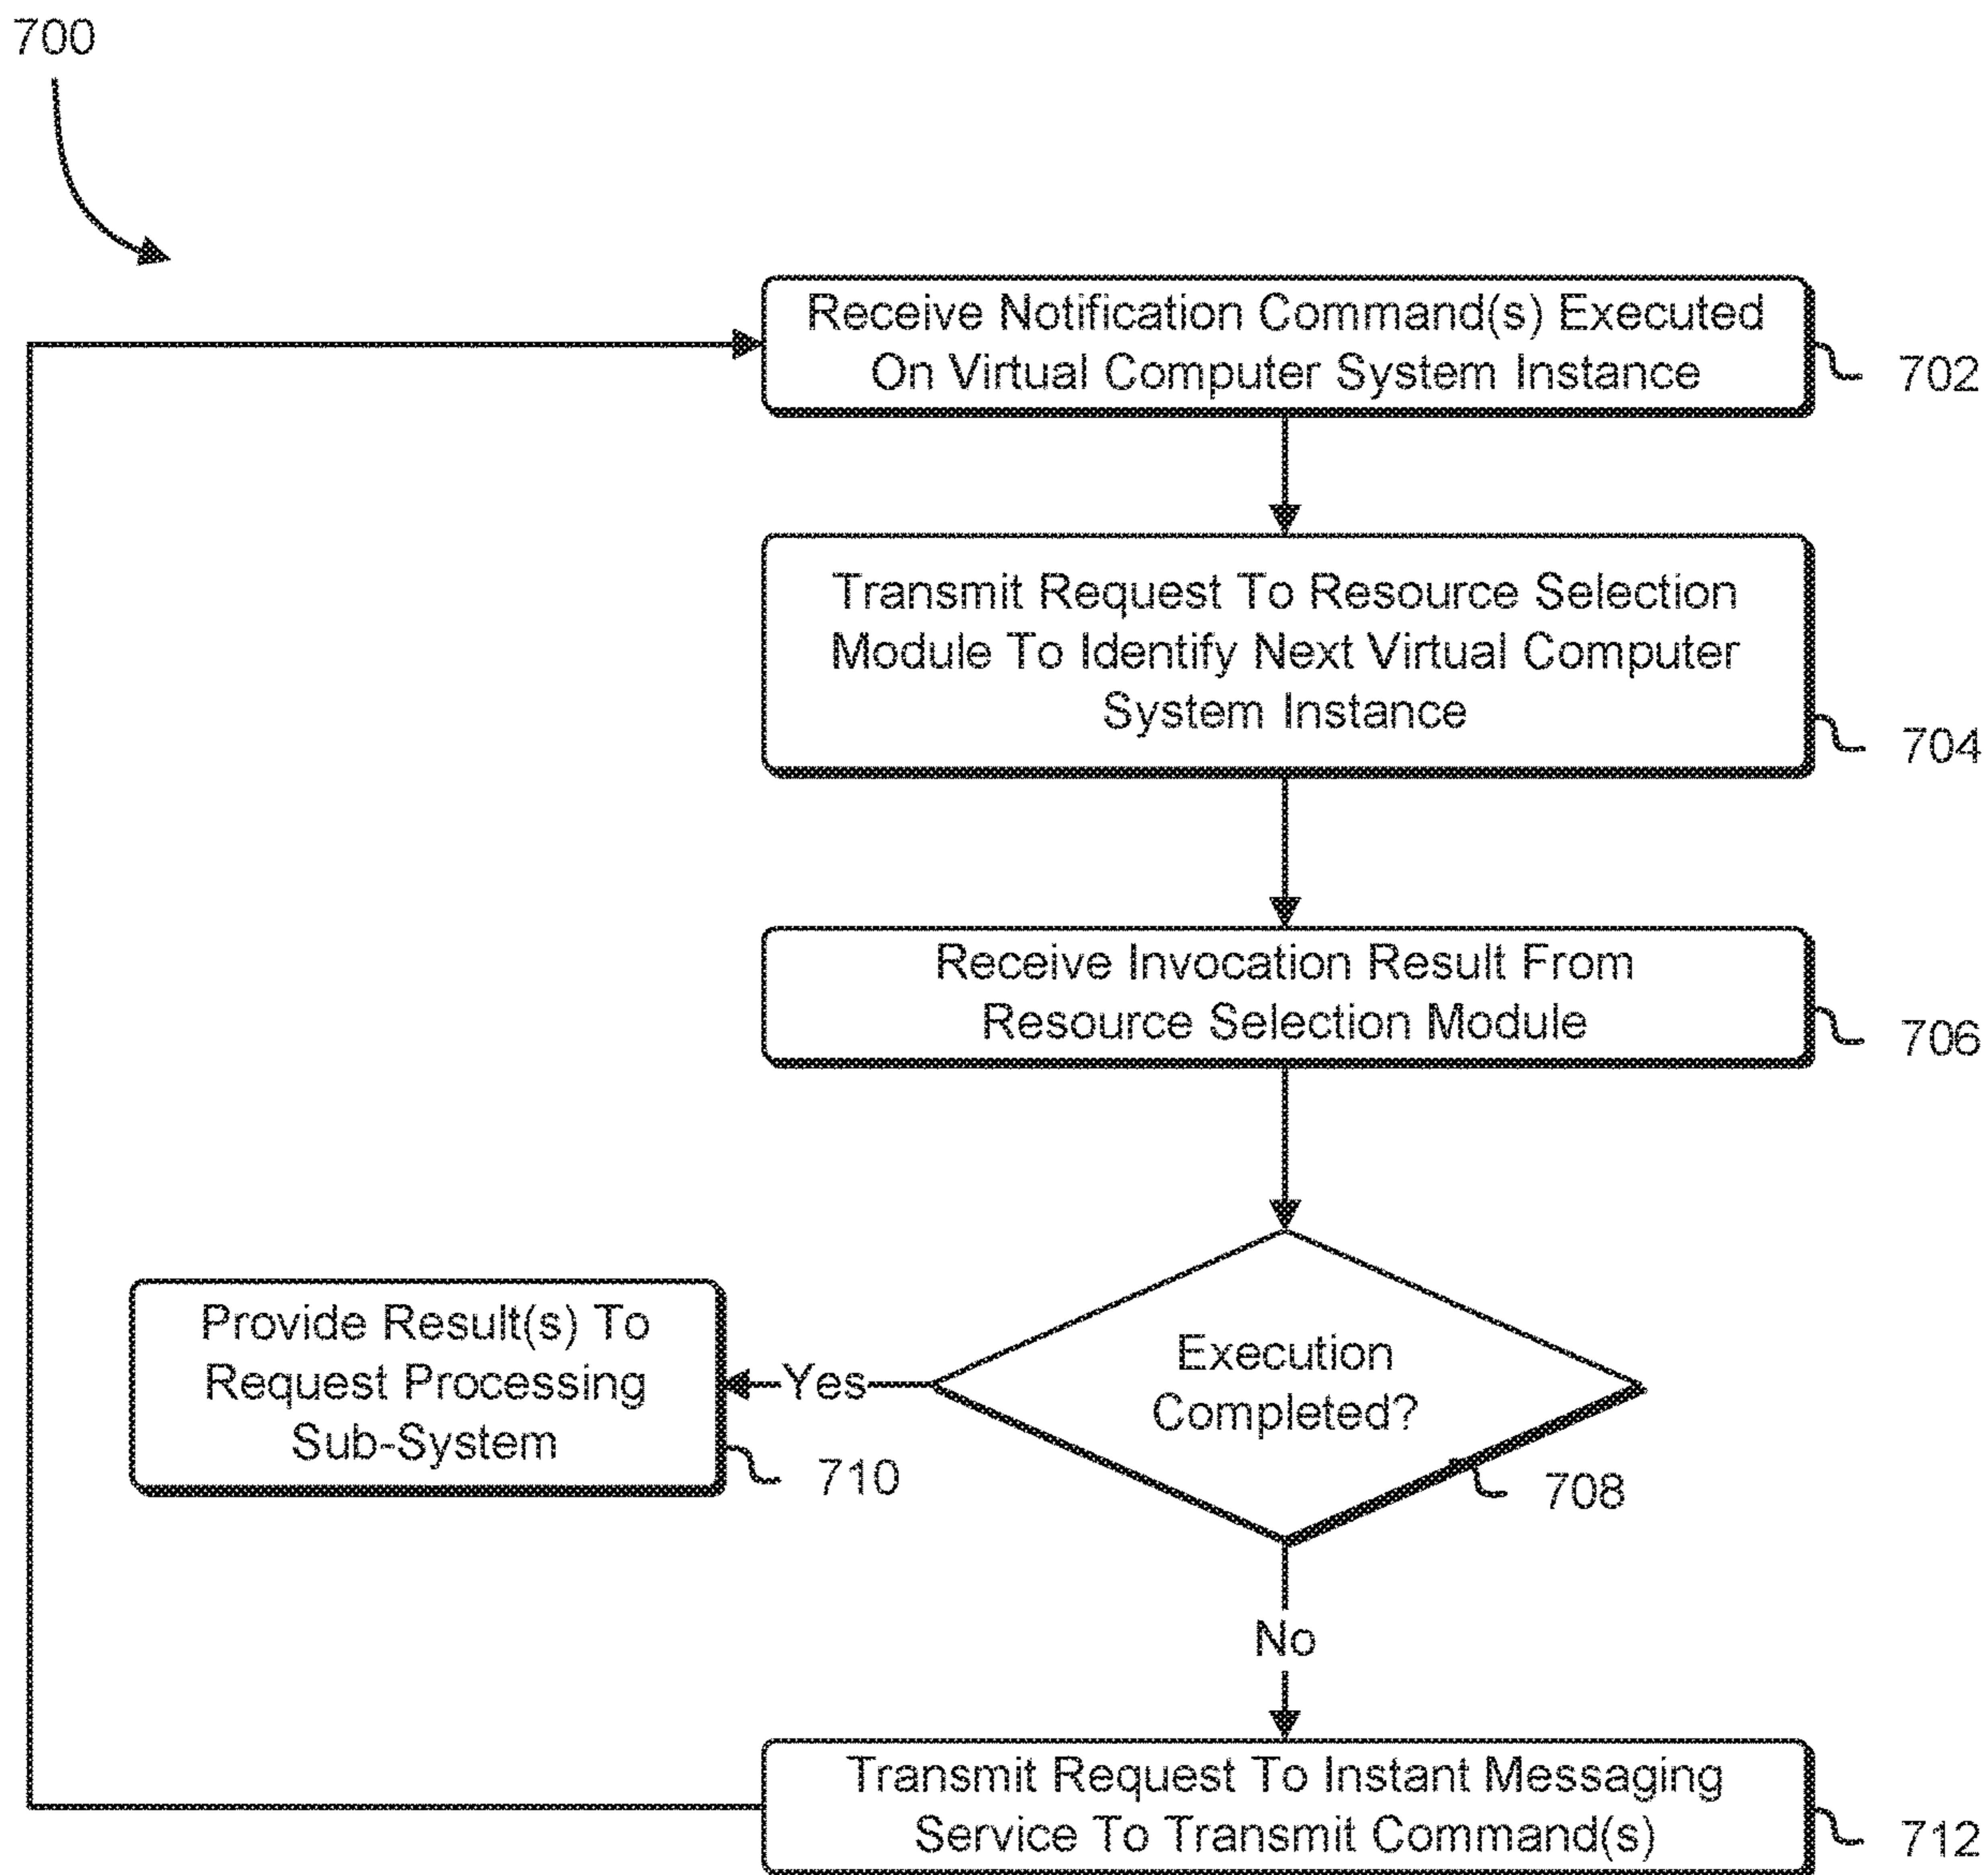 700
Receive Notification Command(s) Executed
On Virtual Computer System Instance
702
Transmit Request To Resource Selection
Module To Identify Next Virtual Computer
System Instance
704
Receive Invocation Result From
Resource Selection Module
706
Execution
Completed?
708
Yes
Provide Result(s) To
Request Processing
Sub-System
710
No
Transmit Request To Instant Messaging
Service To Transmit Command(s)
712